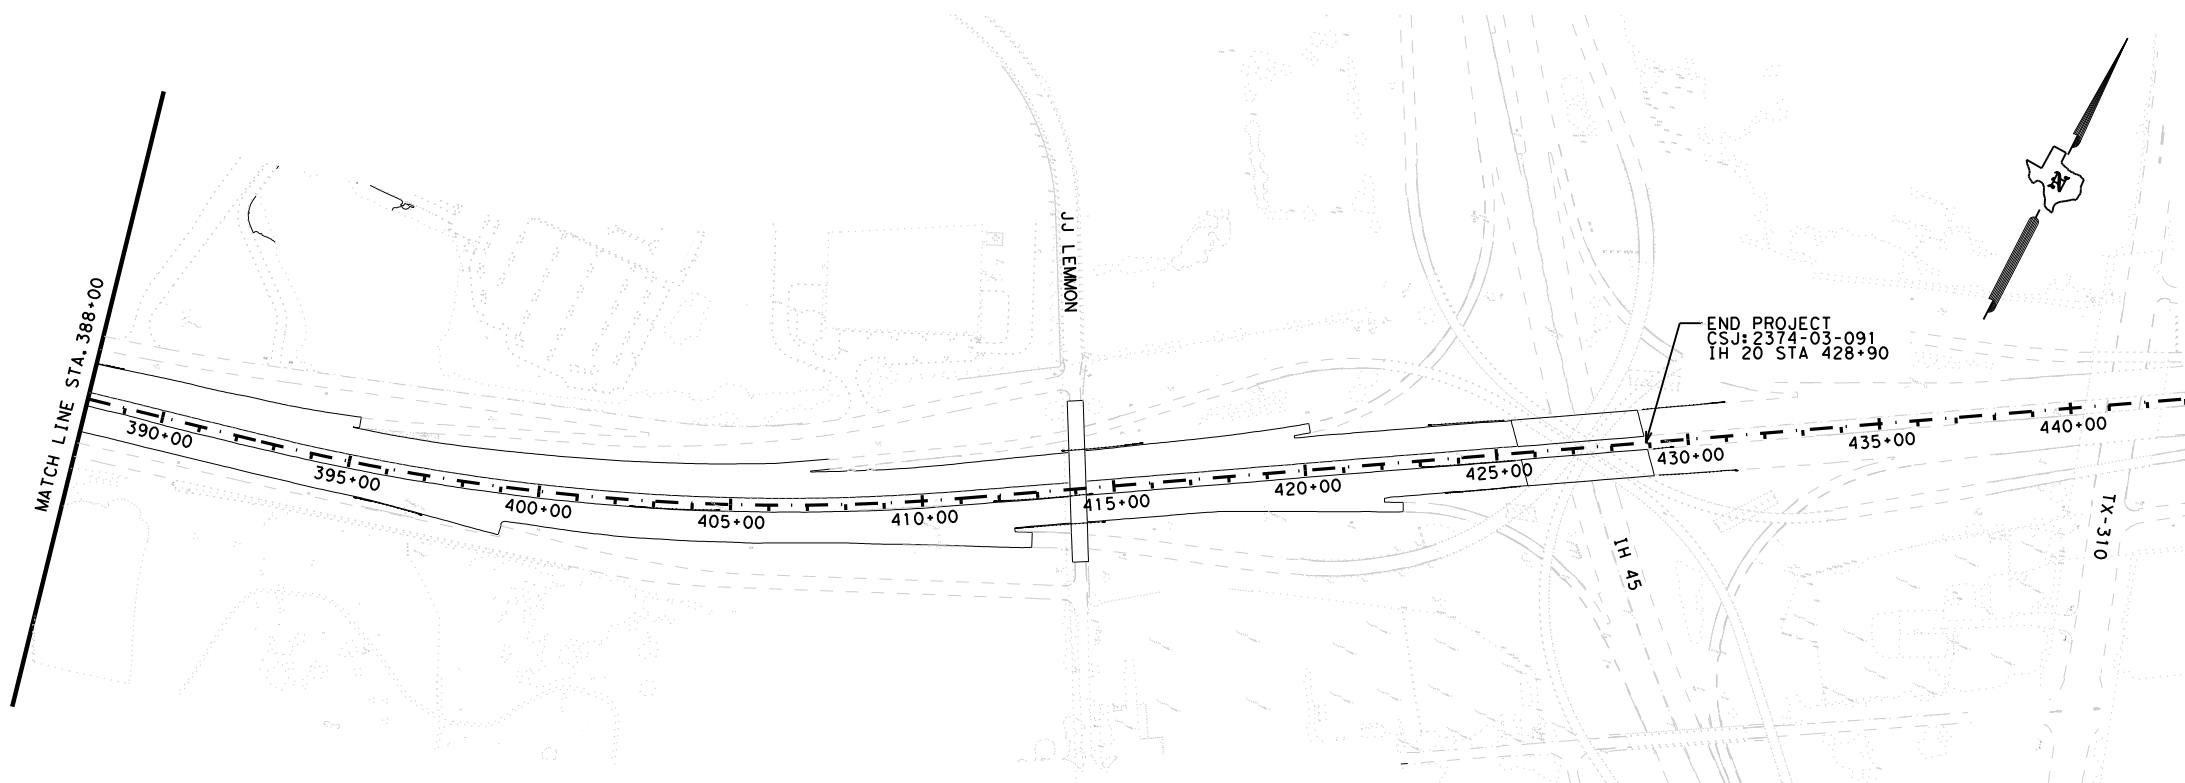 MATCH LINE STA. 388+00
JJ LEMMON
N
END PROJECT
CSJ: 2374-03-091
IH 20 STA 428+90
390+00
395+00
400+00
405+00
410+00
415+00
420+00
425+00
430+00
435+00
440+00
IH 45
TX-310